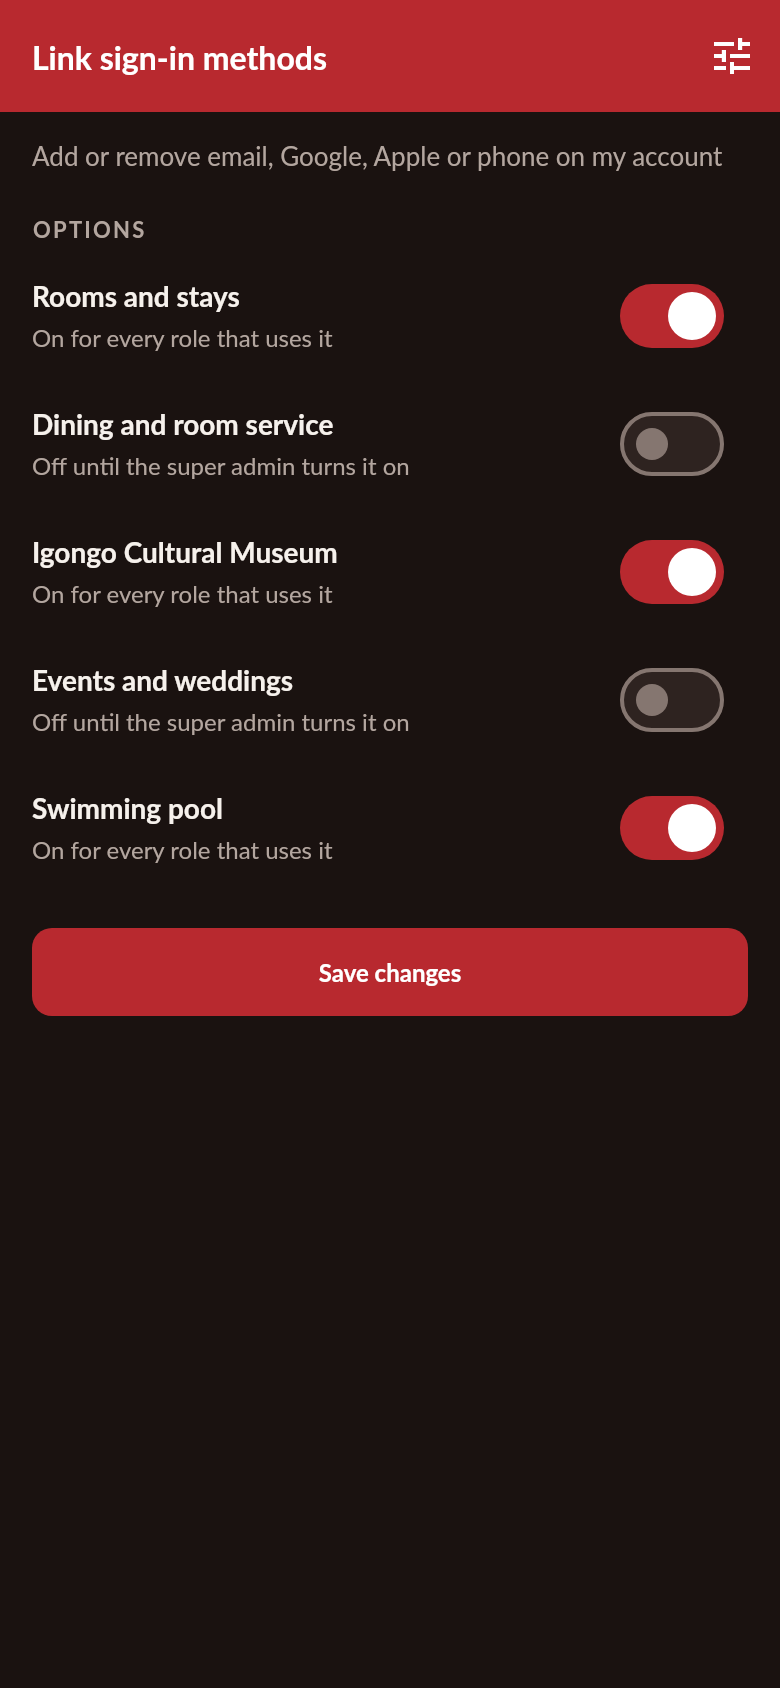 Link sign-in methods
Add or remove email, Google, Apple or phone on my account
OPTIONS
Rooms and stays
On for every role that uses it
Dining and room service
Off until the super admin turns it on
Igongo Cultural Museum
On for every role that uses it
Events and weddings
Off until the super admin turns it on
Swimming pool
On for every role that uses it
Save changes